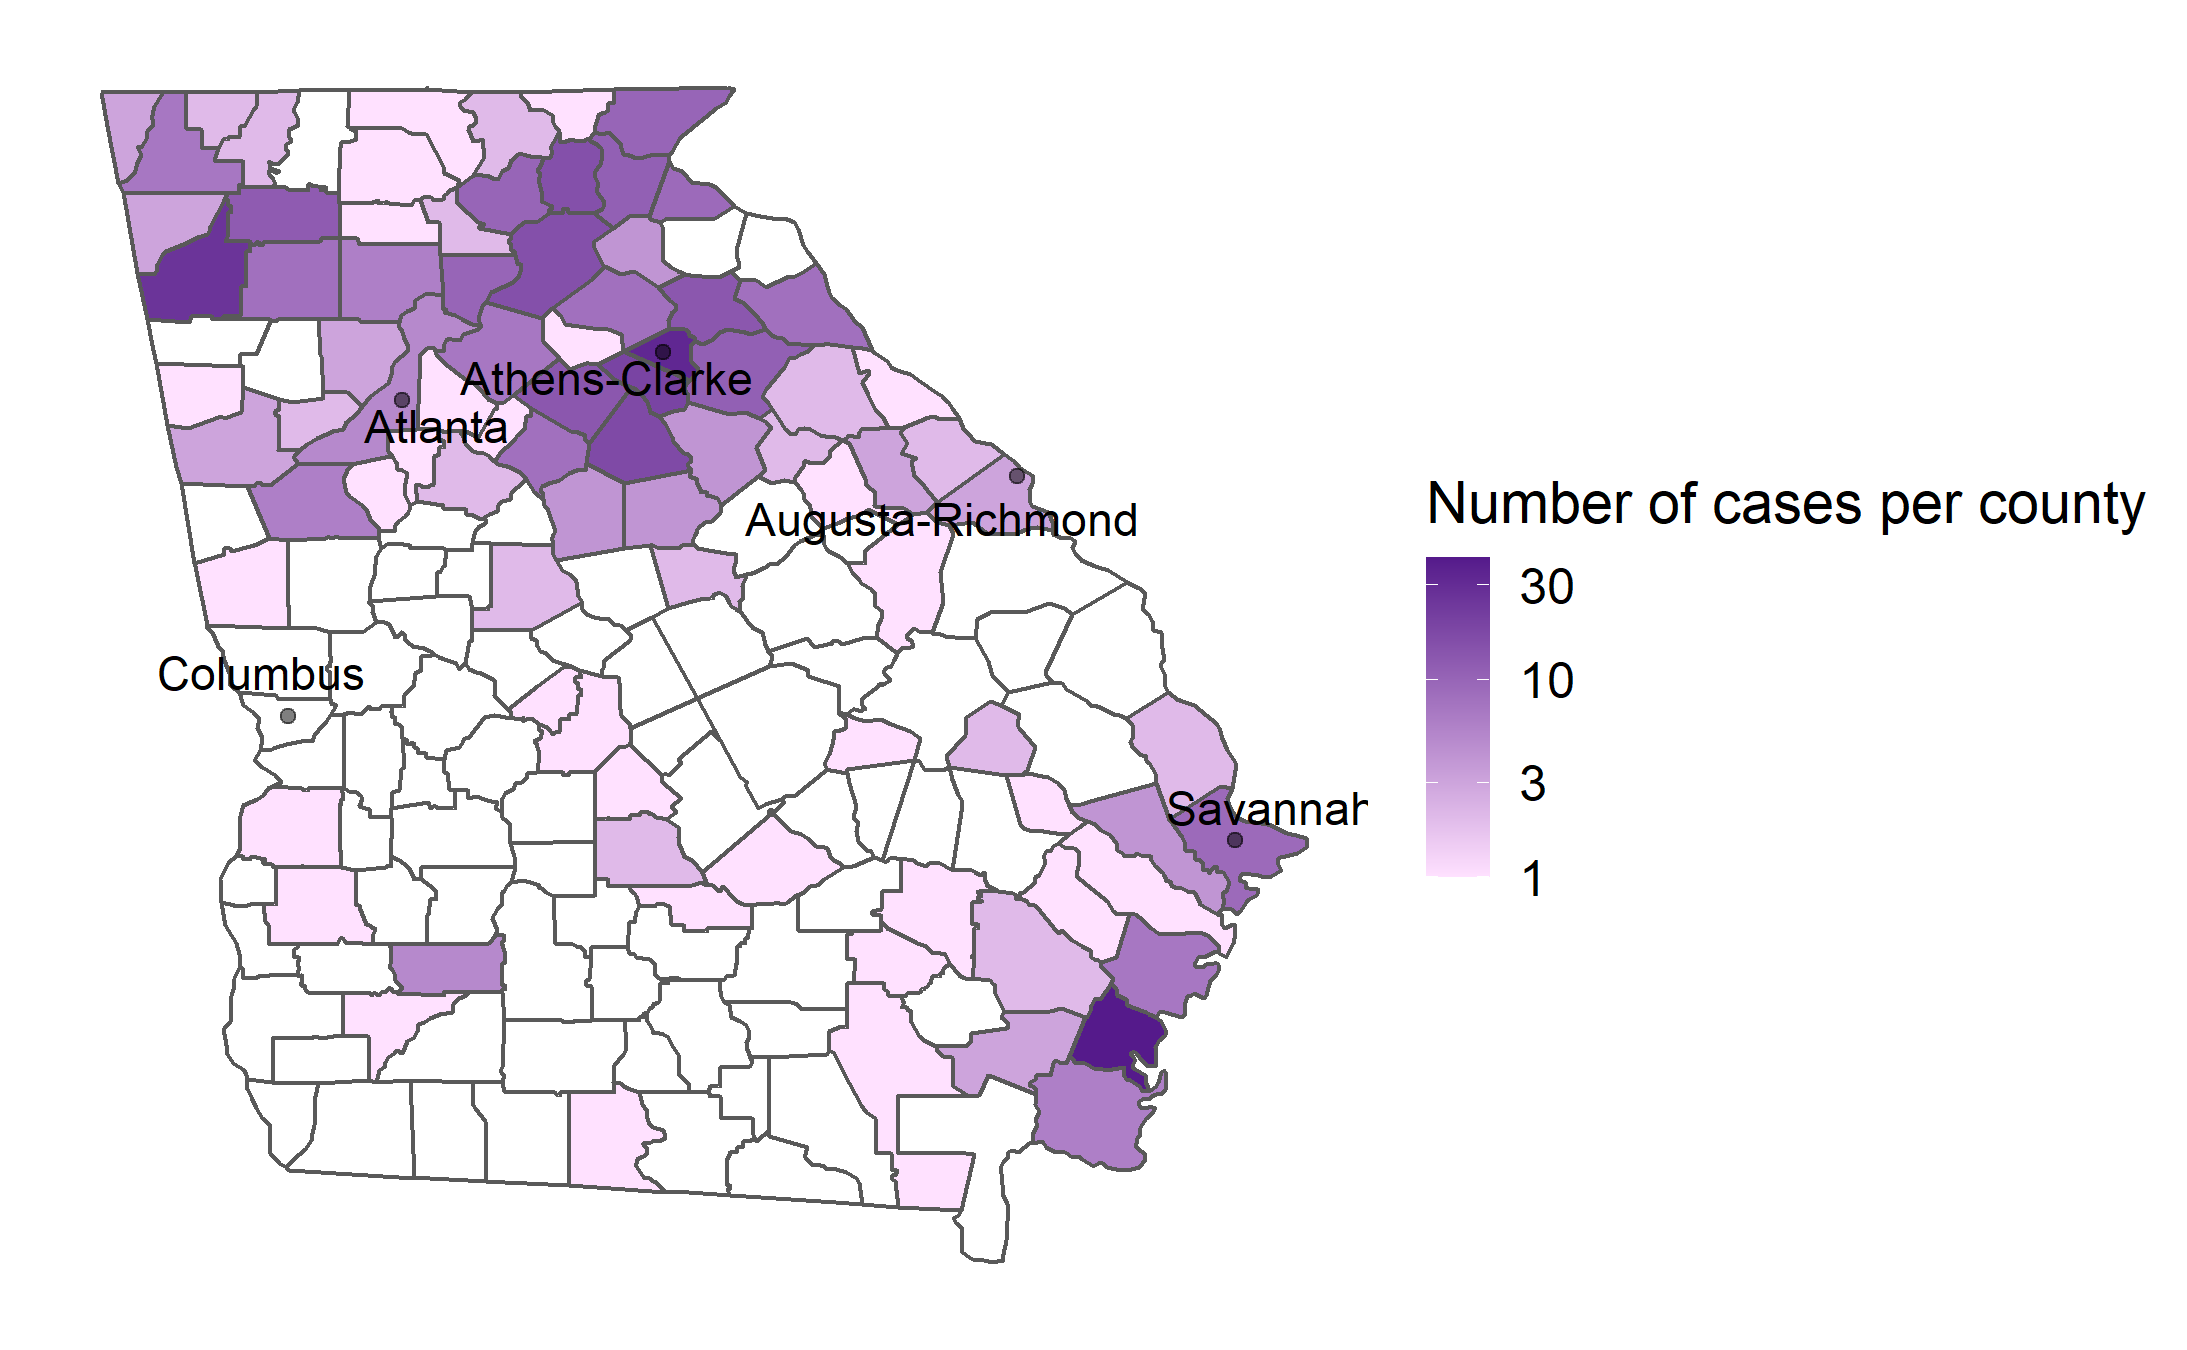 Athens-Clarke
Atlanta
Augusta-Richmond
Columbus
Savannah
Number of cases per county
30
10
3
1